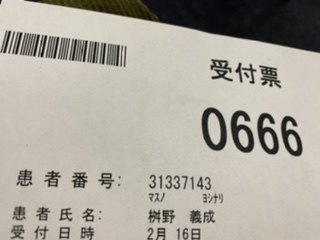 受付票
0666
患者番号: 31337143
マスノ ヨシナリ
患者氏名: 桝野 義成
受付日時 2月 16日